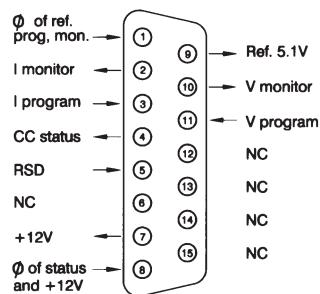 Ø of ref.
prog, mon.
I monitor
I program
CC status
RSD
NC
+12V
Ø of status
and +12V
1
2
3
4
5
6
7
8
9
10
11
12
13
14
15
Ref. 5.1V
V monitor
V program
NC
NC
NC
NC